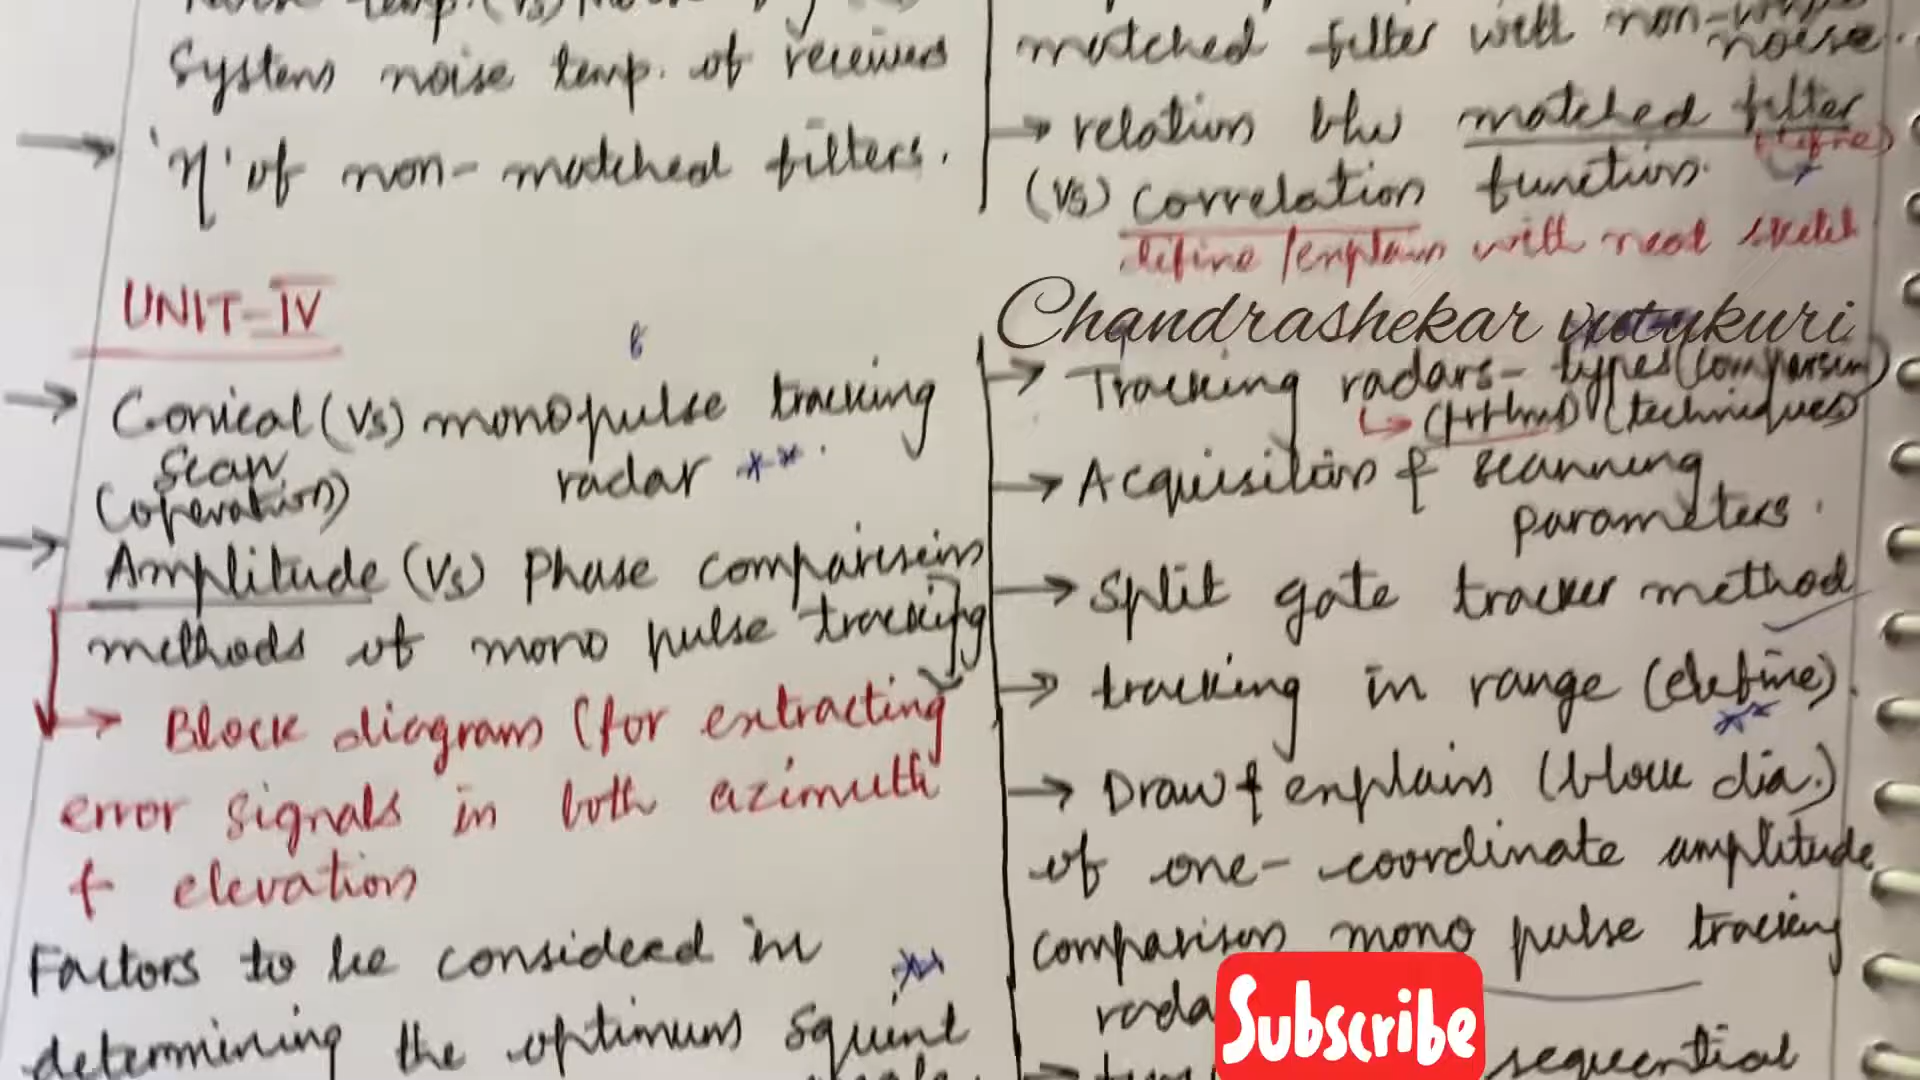 System noise temp. of receiver
'η' of non-matched filters.
UNIT-IV
Conical (Vs) monopulse tracking
Scan radar **
(operation)
Amplitude (Vs) Phase comparison
methods of mono pulse tracking
→ Block diagram (for extracting
error signals in both azimuth
& elevation
Factors to be considered in
determining the optimum squint
matched filter with non-white
noise.
→ relation b/w matched filter
(define)
(Vs) correlation function.
define/explain with neat sketch
Chandrashekar vutukuri
→ Tracking radars- types (comparison)
(techniques)
→ Acquisition & scanning
parameters.
→ Split gate tracker method
→ tracking in range (define).
→ Draw & explain (block dia.)
of one-coordinate amplitude
comparison mono pulse tracking
radar
Subscribe
sequential